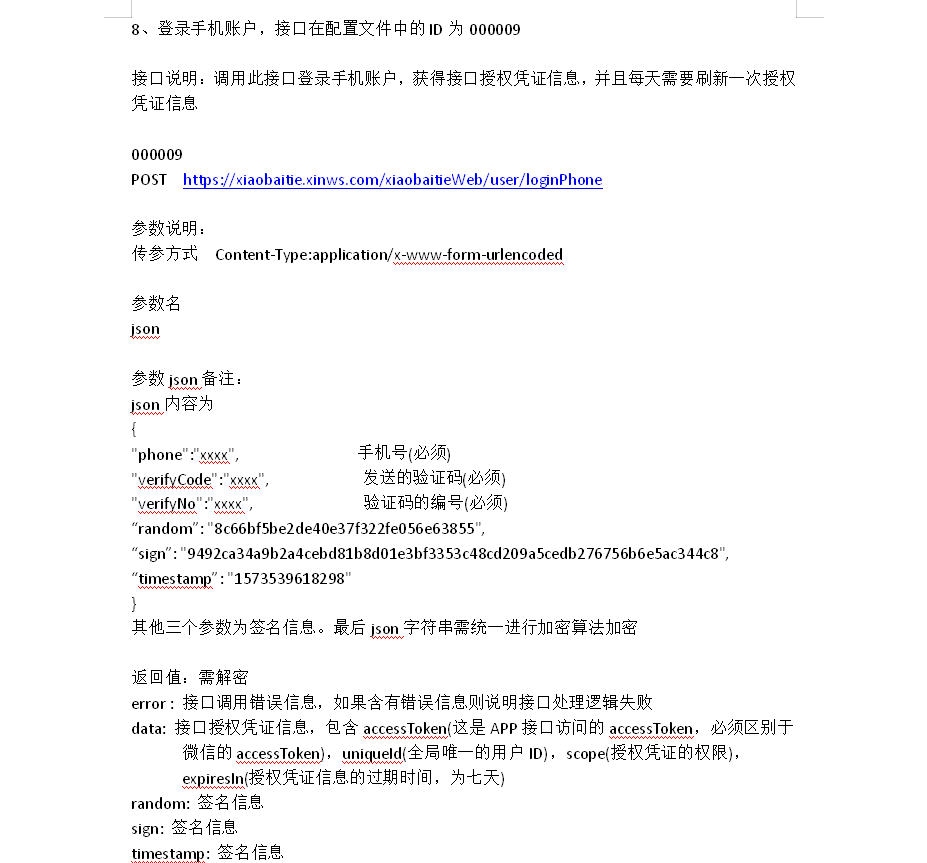 8、登录手机账户，接口在配置文件中的 ID 为 000009
接口说明：调用此接口登录手机账户，获得接口授权凭证信息，并且每天需要刷新一次授权
凭证信息
000009
POST https://xiaobaitie.xinws.com/xiaobaitieWeb/user/loginPhone
参数说明：
传参方式 Content-Type:application/x-www-form-urlencoded
参数名
json
参数 json 备注：
json 内容为
{
"phone":"xxxx", 手机号(必须)
"verifyCode":"xxxx", 发送的验证码(必须)
"verifyNo":"xxxx", 验证码的编号(必须)
“random”: "8c66bf5be2de40e37f322fe056e63855",
“sign”: "9492ca34a9b2a4cebd81b8d01e3bf3353c48cd209a5cedb276756b6e5ac344c8",
“timestamp”: "1573539618298"
}
其他三个参数为签名信息。最后 json 字符串需统一进行加密算法加密
返回值：需解密
error : 接口调用错误信息，如果含有错误信息则说明接口处理逻辑失败
data: 接口授权凭证信息，包含 accessToken(这是 APP 接口访问的 accessToken，必须区别于
微信的 accessToken)，uniqueId(全局唯一的用户 ID)，scope(授权凭证的权限)，
expiresIn(授权凭证信息的过期时间，为七天)
random: 签名信息
sign: 签名信息
timestamp: 签名信息